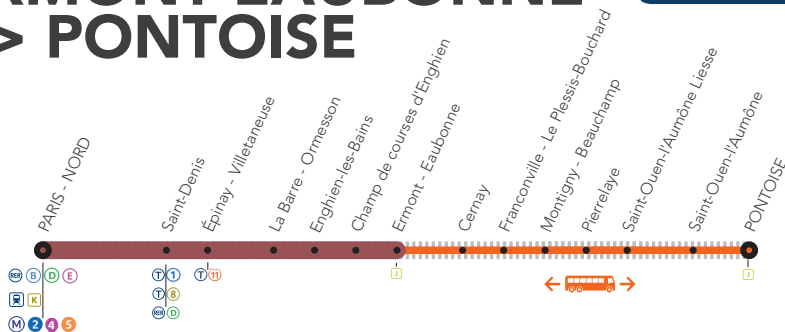 RMONT-EAUBONNE
> PONTOISE
PARIS - NORD
Saint-Denis
Épinay - Villetaneuse
La Barre - Ormesson
Enghien-les-Bains
Champ de courses d'Enghien
Ermont - Eaubonne
Cernay
Franconville - Le Plessis-Bouchard
Montigny - Beauchamp
Pierrelaye
Saint-Ouen-l'Aumône Liesse
Saint-Ouen-l'Aumône
PONTOISE
RER B D E
K
M 2 4 5
T 1
T 8
RER D
T 11
J
J